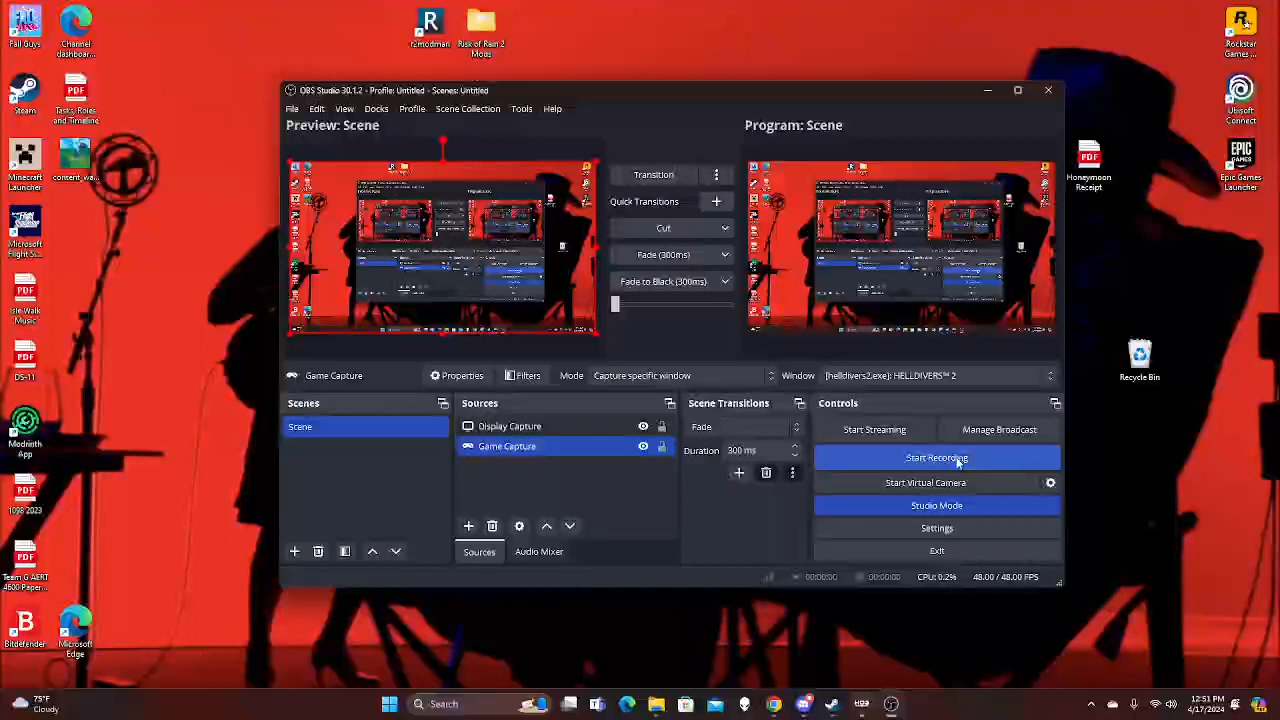 Fall Guys
Channel
dashboar...
r2modman
Risk of Rain 2
Mods
Rockstar
Games ...
Steam
Tasks, Roles
and Timeline
Ubisoft
Connect
Minecraft
Launcher
content_wa...
Honeymoon
Receipt
Epic Games
Launcher
Microsoft
Flight Si...
Isle Walk
Music
DS-11
Recycle Bin
Modrinth
App
1098 2023
Team G AERT
4600 Paper...
Bitdefender
Microsoft
Edge
OBS Studio 30.1.2 - Profile: Untitled - Scenes: Untitled
File Edit View Docks Profile Scene Collection Tools Help
Preview: Scene
Program: Scene
Transition
Quick Transitions
Cut
Fade (300ms)
Fade to Black (300ms)
Game Capture
Properties
Filters
Mode
Capture specific window
Window
[helldivers2.exe]: HELLDIVERS™ 2
Scenes
Sources
Scene Transitions
Controls
Scene
Display Capture
Game Capture
Fade
Duration
300 ms
Start Streaming
Manage Broadcast
Start Recording
Start Virtual Camera
Studio Mode
Settings
Exit
Sources
Audio Mixer
00:00:00
00:00:00
CPU: 0.2%
48.00 / 48.00 FPS
75°F
Cloudy
Search
12:51 PM
4/17/2024